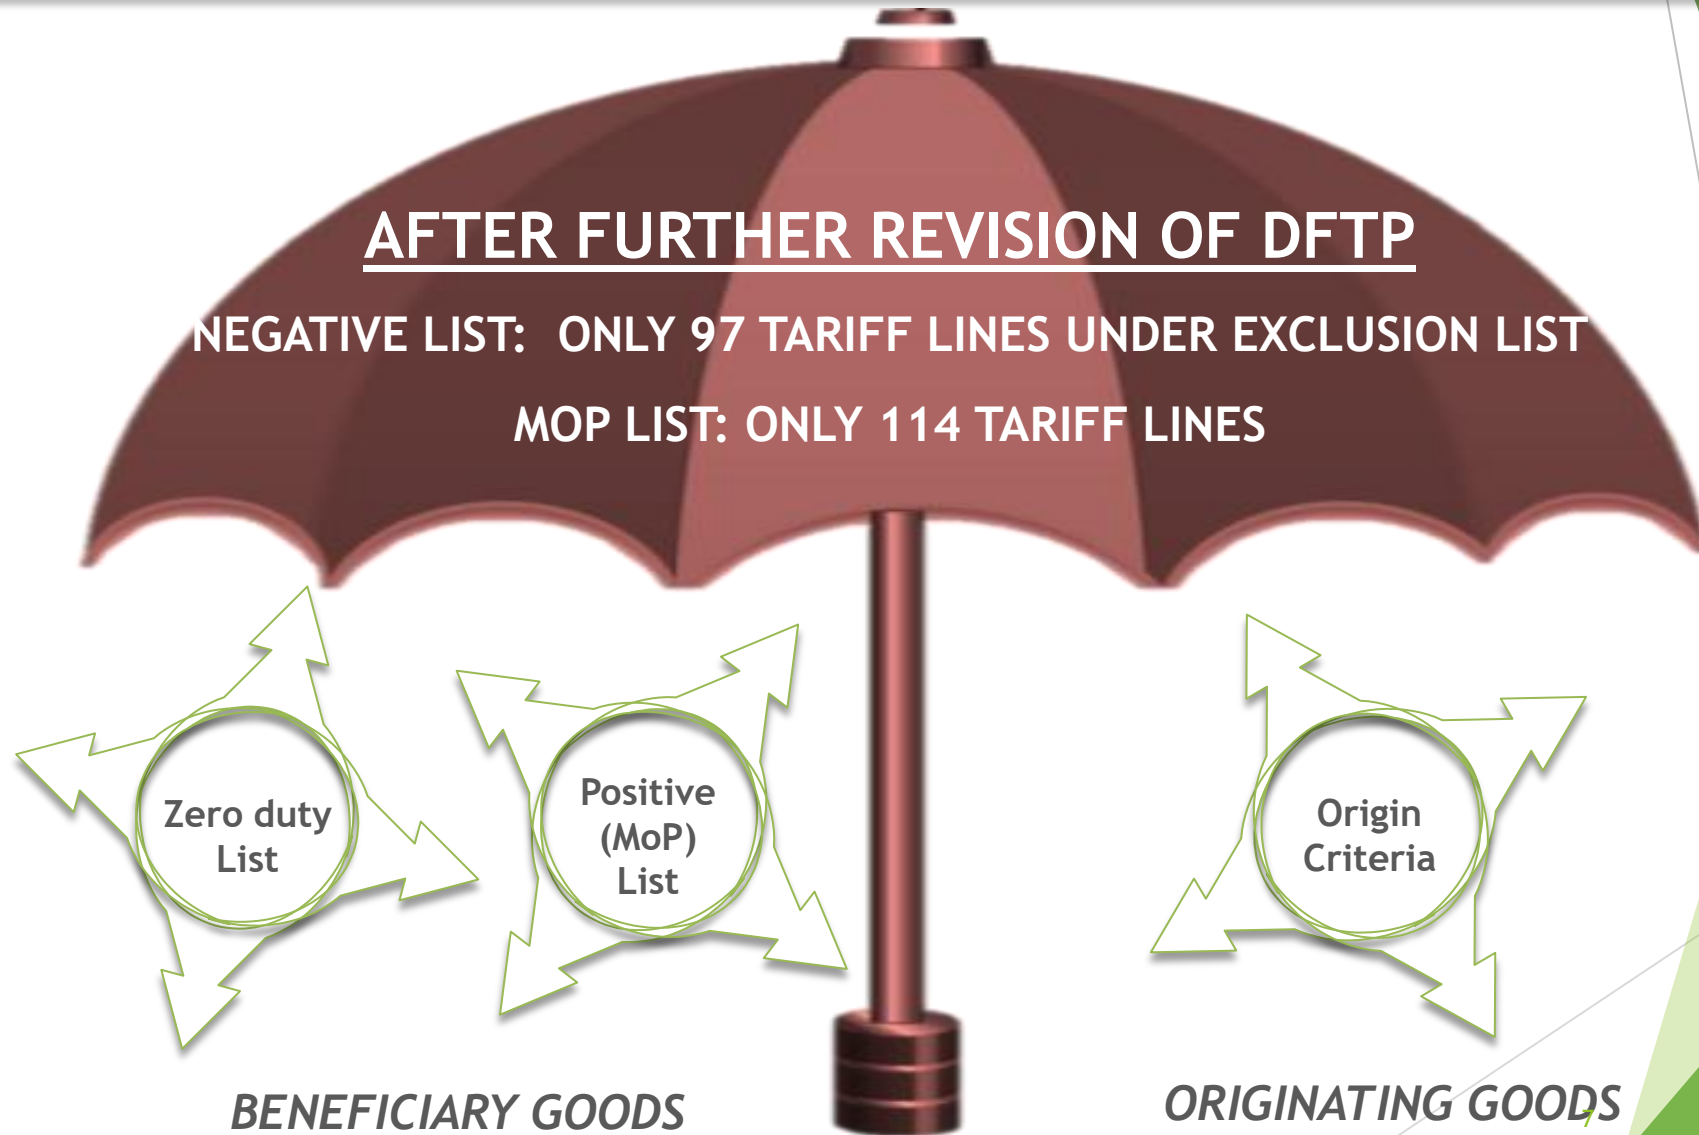 AFTER FURTHER REVISION OF DFTP
NEGATIVE LIST: ONLY 97 TARIFF LINES UNDER EXCLUSION LIST
MOP LIST: ONLY 114 TARIFF LINES
Zero duty
List
Positive
(MoP)
List
Origin
Criteria
BENEFICIARY GOODS
ORIGINATING GOODS
7